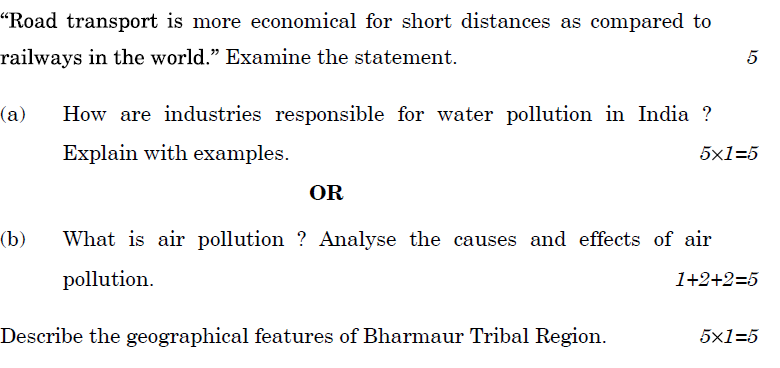 “Road transport is more economical for short distances as compared to
railways in the world.” Examine the statement. 5
(a) How are industries responsible for water pollution in India ?
Explain with examples. 5×1=5
OR
(b) What is air pollution ? Analyse the causes and effects of air
pollution. 1+2+2=5
Describe the geographical features of Bharmaur Tribal Region. 5×1=5